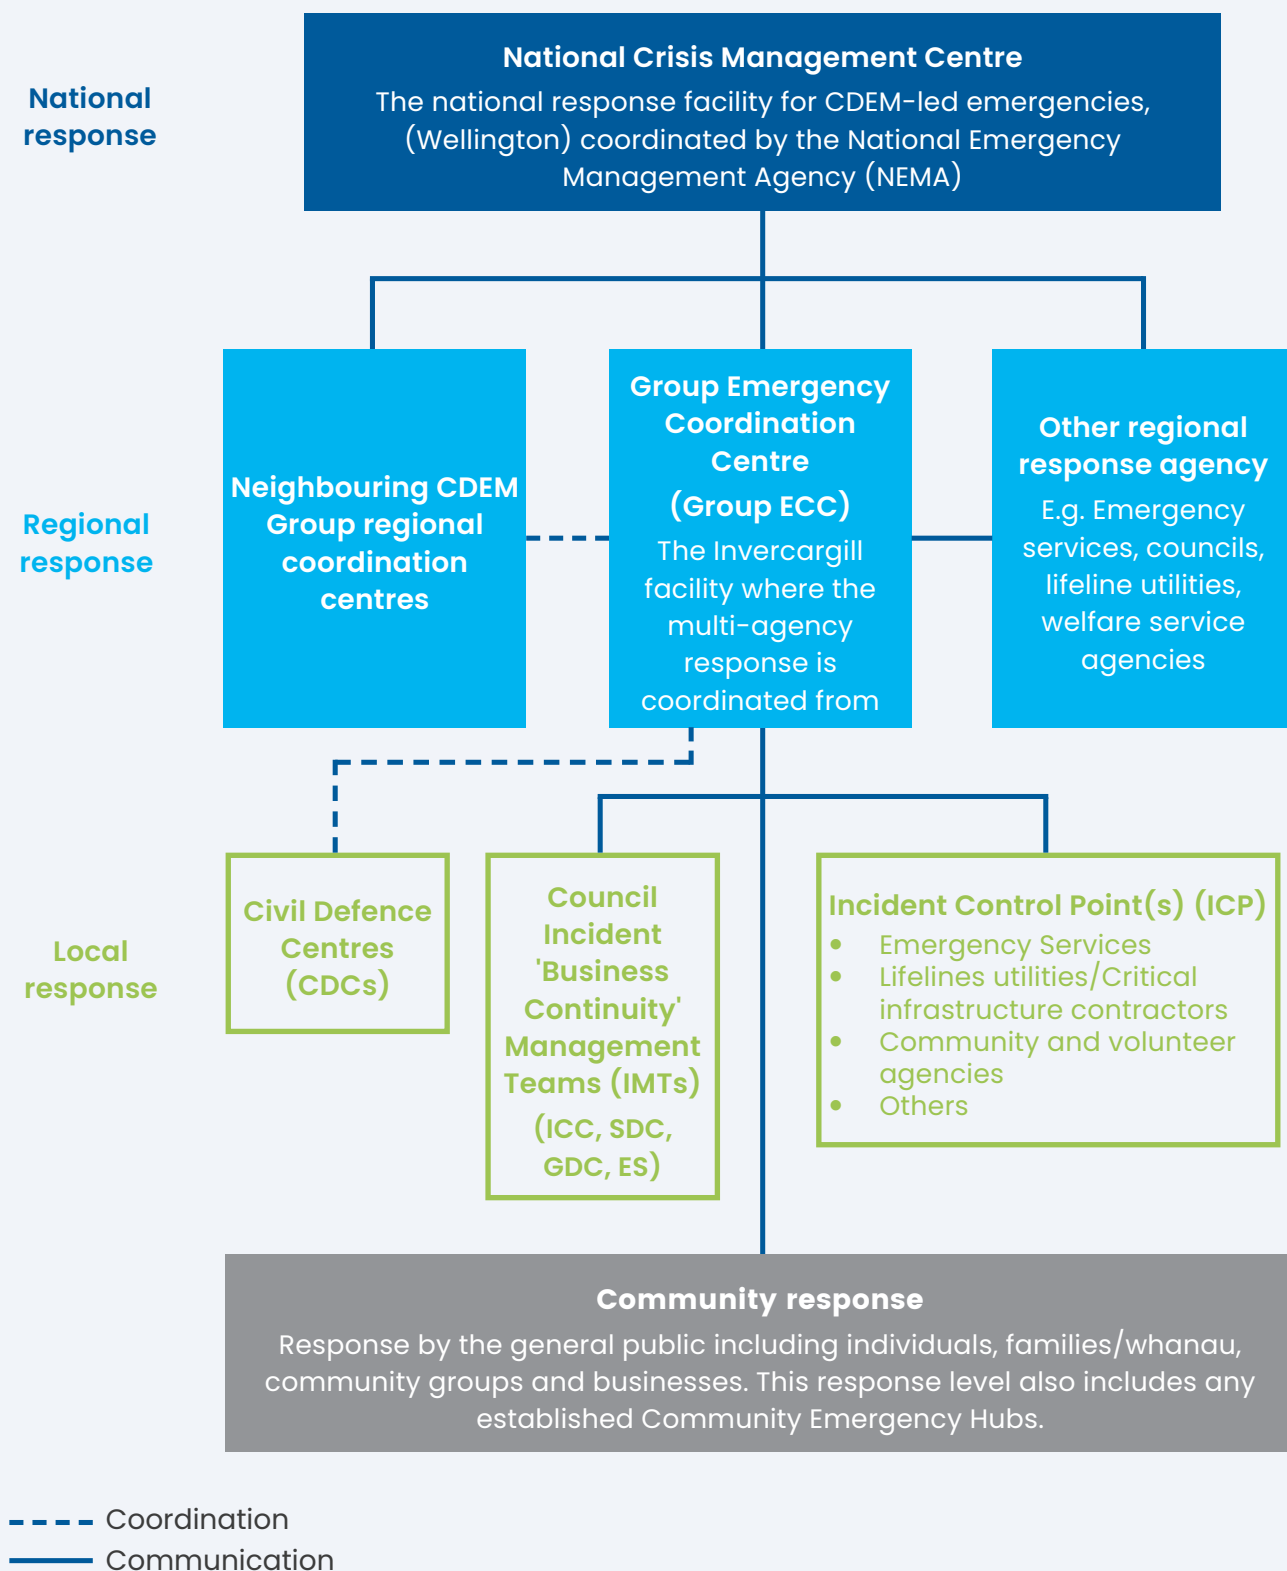 National Crisis Management Centre
The national response facility for CDEM-led emergencies,
(Wellington) coordinated by the National Emergency
Management Agency (NEMA)
National
response
Regional
response
Neighbouring CDEM
Group regional
coordination
centres
Group Emergency
Coordination
Centre
(Group ECC)
The Invercargill
facility where the
multi-agency
response is
coordinated from
Other regional
response agency
E.g. Emergency
services, councils,
lifeline utilities,
welfare service
agencies
Local
response
Civil Defence
Centres
(CDCs)
Council
Incident
'Business
Continuity'
Management
Teams (IMTs)
(ICC, SDC,
GDC, ES)
Incident Control Point(s) (ICP)
• Emergency Services
• Lifelines utilities/Critical
infrastructure contractors
• Community and volunteer
agencies
• Others
Community response
Response by the general public including individuals, families/whanau,
community groups and businesses. This response level also includes any
established Community Emergency Hubs.
Coordination
Communication